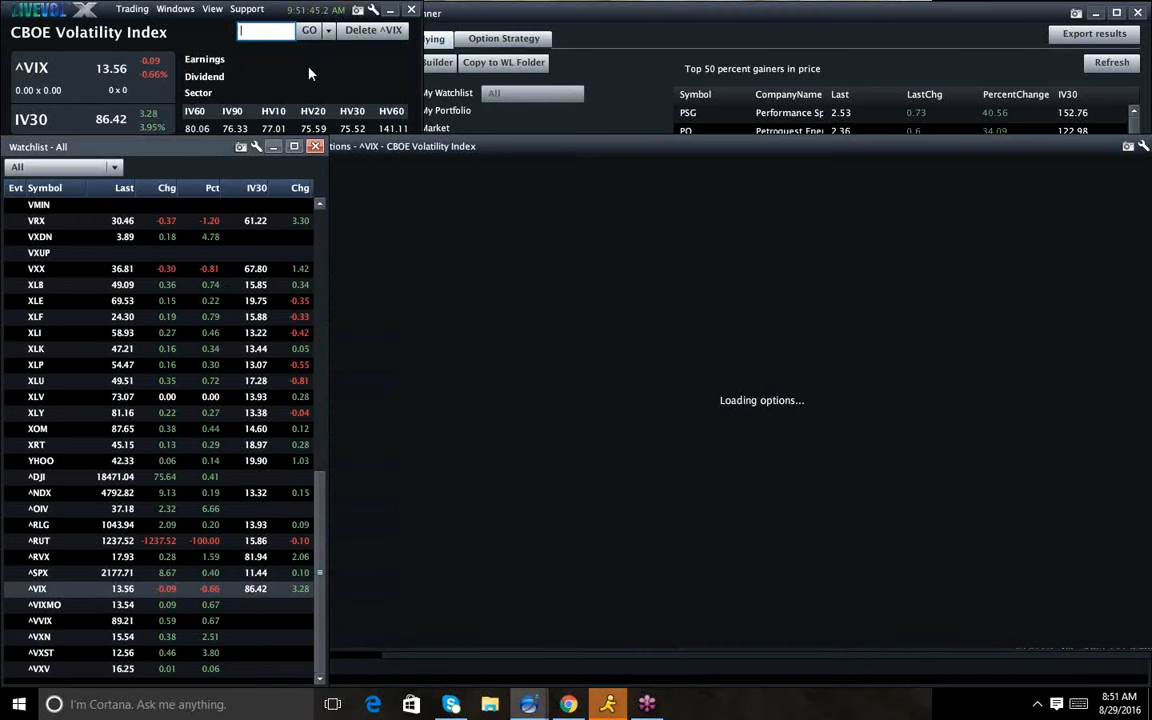 LIVEVOL X Trading Windows View Support 9:51:45.2 AM
CBOE Volatility Index GO Delete ^VIX
^VIX 13.56 -0.09 -0.66%
0.00 x 0.00 0 x 0
IV30 86.42 3.28 3.95%
Earnings
Dividend
Sector
IV60 IV90 HV10 HV20 HV30 HV60
80.06 76.33 77.01 75.59 75.52 141.11
nner
lying Option Strategy Export results
Builder Copy to WL Folder Refresh
My Watchlist All
My Portfolio
Market
Top 50 percent gainers in price
Symbol CompanyName Last LastChg PercentChange IV30
PSG Performance Sp 2.53 0.73 40.56 152.76
PQ Petroquest Energ 2.36 0.6 34.09 122.98
Watchlist - All
tions - ^VIX - CBOE Volatility Index
All
Evt Symbol Last Chg Pct IV30 Chg
VMIN
VRX 30.46 -0.37 -1.20 61.22 3.30
VXDN 3.89 0.18 4.78
VXUP
VXX 36.81 -0.30 -0.81 67.80 1.42
XLB 49.09 0.36 0.74 15.85 0.34
XLE 69.53 0.15 0.22 19.75 -0.35
XLF 24.30 0.19 0.79 15.88 -0.33
XLI 58.93 0.27 0.46 13.22 -0.42
XLK 47.21 0.16 0.34 13.44 0.05
XLP 54.47 0.16 0.30 13.07 -0.55
XLU 49.51 0.35 0.72 17.28 -0.81
XLV 73.07 0.00 0.00 13.93 0.28
XLY 81.16 0.22 0.27 13.38 -0.04
XOM 87.65 0.38 0.44 14.60 0.12
XRT 45.15 0.13 0.29 18.97 0.28
YHOO 42.33 0.06 0.14 19.90 1.03
^DJI 18471.04 75.64 0.41
^NDX 4792.82 9.13 0.19 13.32 0.15
^OIV 37.18 2.32 6.66
^RLG 1043.94 2.09 0.20 13.93 0.09
^RUT 1237.52 -1237.52 -100.00 15.86 -0.10
^RVX 17.93 0.28 1.59 81.94 2.06
^SPX 2177.71 8.67 0.40 11.44 0.10
^VIX 13.56 -0.09 -0.66 86.42 3.28
^VIXMO 13.54 0.09 0.67
^VVIX 89.21 0.59 0.67
^VXN 15.54 0.38 2.51
^VXST 12.56 0.46 3.80
^VXV 16.25 0.01 0.06
Loading options...
I'm Cortana. Ask me anything.
8:51 AM
8/29/2016